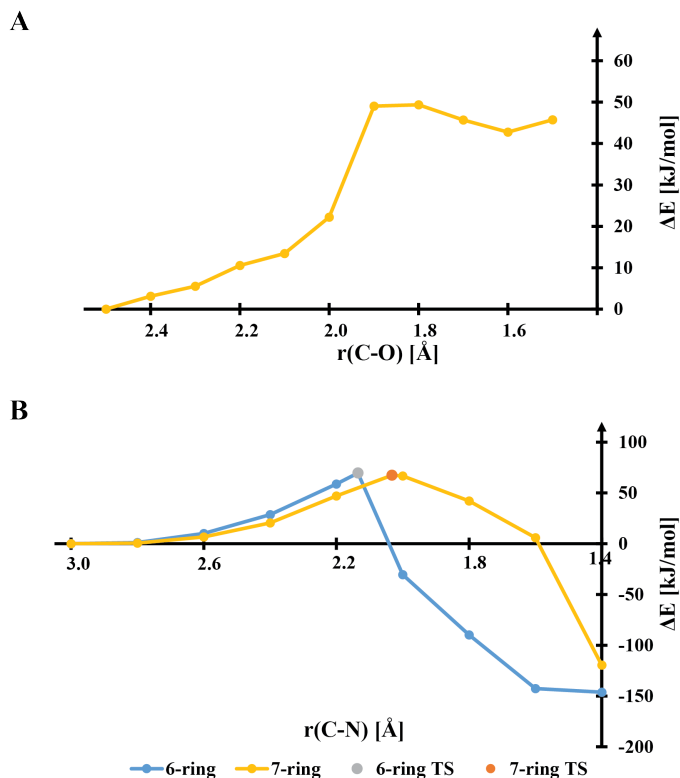 A
60
50
40
30
20
10
0
ΔE [kJ/mol]
2.4 2.2 2.0 1.8 1.6
r(C-O) [Å]
B
100
50
0
-50
-100
-150
-200
ΔE [kJ/mol]
3.0 2.6 2.2 1.8 1.4
r(C-N) [Å]
6-ring 7-ring 6-ring TS 7-ring TS